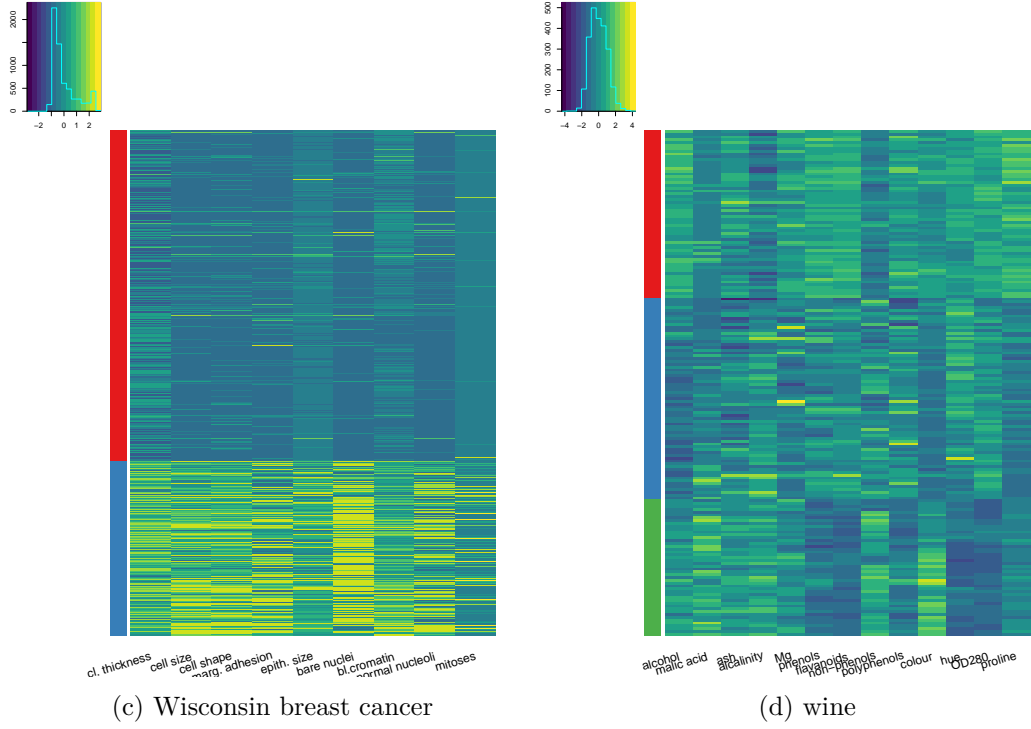 2000
1500
500
0
−2 0 1 2
500
400
300
200
100
0
−4 −2 0 2 4
cl. thickness
cell size
cell shape
marg. adhesion
epith. size
bare nuclei
bl.cromatin
normal nucleoli
mitoses
alcohol
malic acid
ash
alcalinity
Mg
phenols
flavanoids
non−phenols
polyphenols
colour
hue
OD280
proline
(c) Wisconsin breast cancer
(d) wine